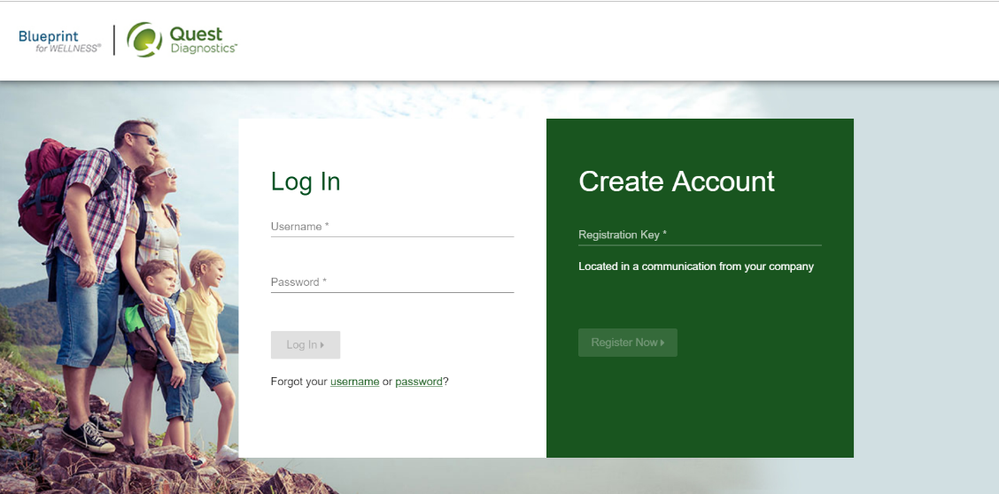 Blueprint
for WELLNESS®
Quest
Diagnostics™
Log In
Username *
Password *
Log In
Forgot your username or password?
Create Account
Registration Key *
Located in a communication from your company
Register Now